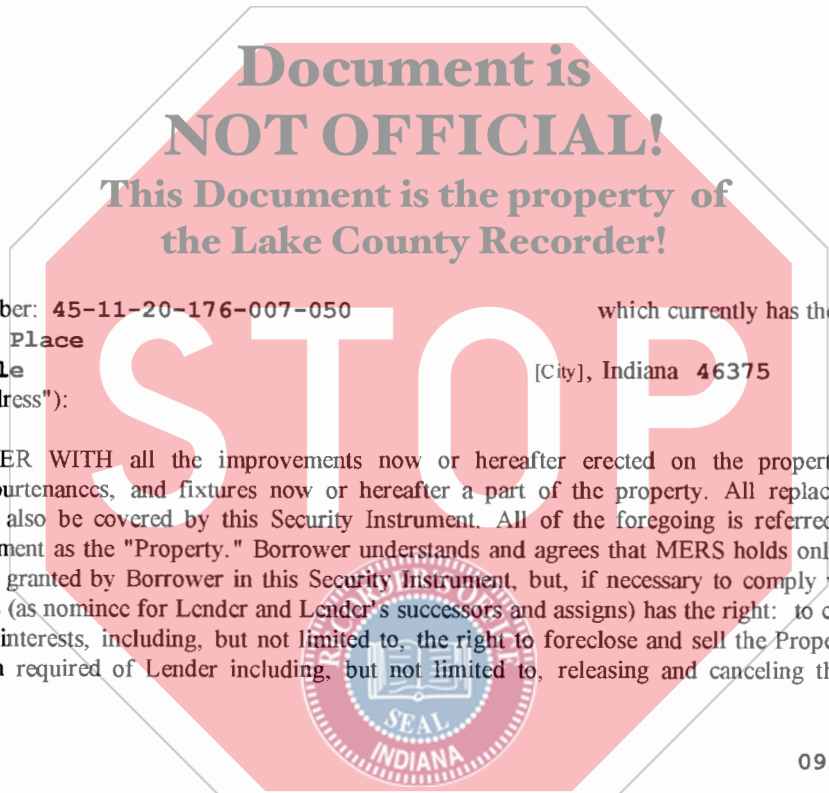 Document is
NOT OFFICIAL!
This Document is the property of
the Lake County Recorder!
ber: 45-11-20-176-007-050 which currently has the
Place
le [City], Indiana 46375
dress"):
STOP
ER WITH all the improvements now or hereafter erected on the propert
ourtenances, and fixtures now or hereafter a part of the property. All replac
also be covered by this Security Instrument. All of the foregoing is referred
ment as the "Property." Borrower understands and agrees that MERS holds onl
granted by Borrower in this Security Instrument, but, if necessary to comply
(as nominee for Lender and Lender's successors and assigns) has the right: to c
interests, including, but not limited to, the right to foreclose and sell the Prope
required of Lender including, but not limited to, releasing and canceling th
RECORDER'S OFFICE
SEAL
INDIANA
09